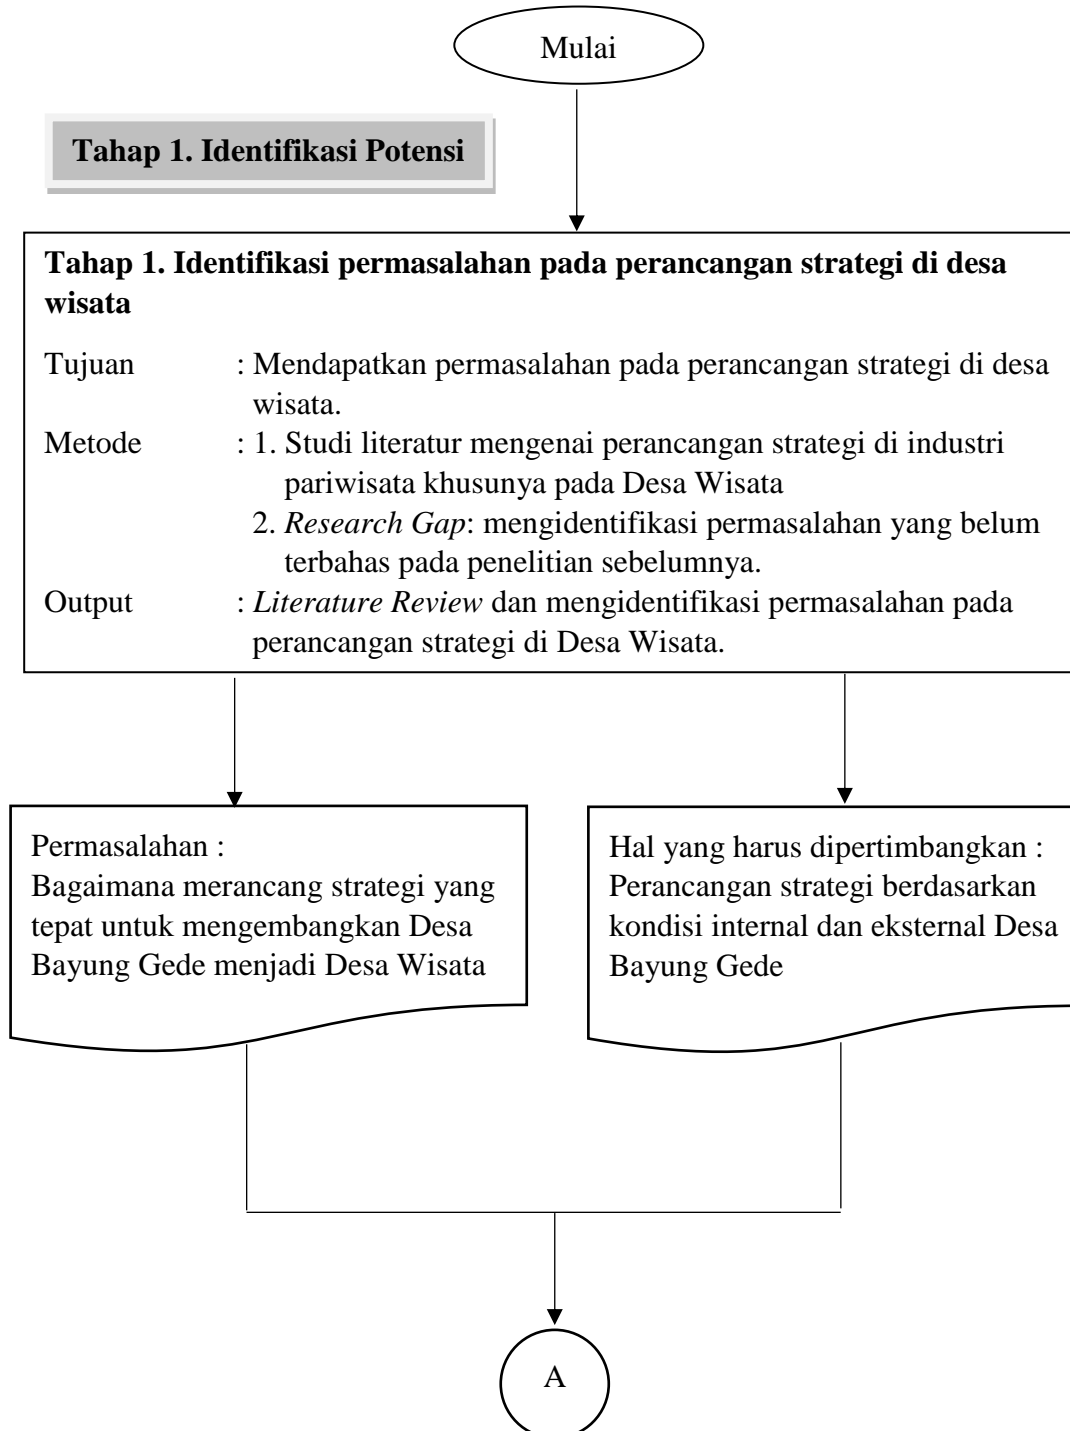 Mulai
Tahap 1. Identifikasi Potensi
Tahap 1. Identifikasi permasalahan pada perancangan strategi di desa
wisata
Tujuan : Mendapatkan permasalahan pada perancangan strategi di desa
wisata.
Metode : 1. Studi literatur mengenai perancangan strategi di industri
pariwisata khusunya pada Desa Wisata
2. Research Gap: mengidentifikasi permasalahan yang belum
terbahas pada penelitian sebelumnya.
Output : Literature Review dan mengidentifikasi permasalahan pada
perancangan strategi di Desa Wisata.
Permasalahan :
Bagaimana merancang strategi yang
tepat untuk mengembangkan Desa
Bayung Gede menjadi Desa Wisata
Hal yang harus dipertimbangkan :
Perancangan strategi berdasarkan
kondisi internal dan eksternal Desa
Bayung Gede
A